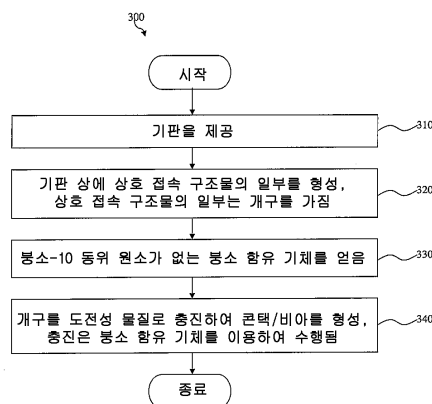 300
시작
기판을 제공
310
기판 상에 상호 접속 구조물의 일부를 형성,
상호 접속 구조물의 일부는 개구를 가짐
320
붕소-10 동위 원소가 없는 붕소 함유 기체를 얻음
330
개구를 도전성 물질로 충진하여 콘택/비아를 형성,
충진은 붕소 함유 기체를 이용하여 수행됨
340
종료